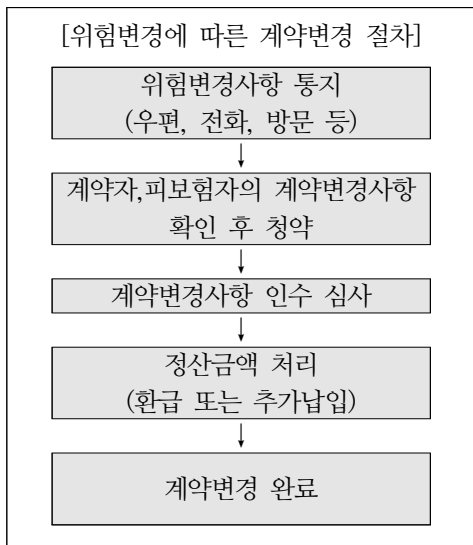 [위험변경에 따른 계약변경 절차]
위험변경사항 통지
(우편, 전화, 방문 등)
계약자,피보험자의 계약변경사항
확인 후 청약
계약변경사항 인수 심사
정산금액 처리
(환급 또는 추가납입)
계약변경 완료